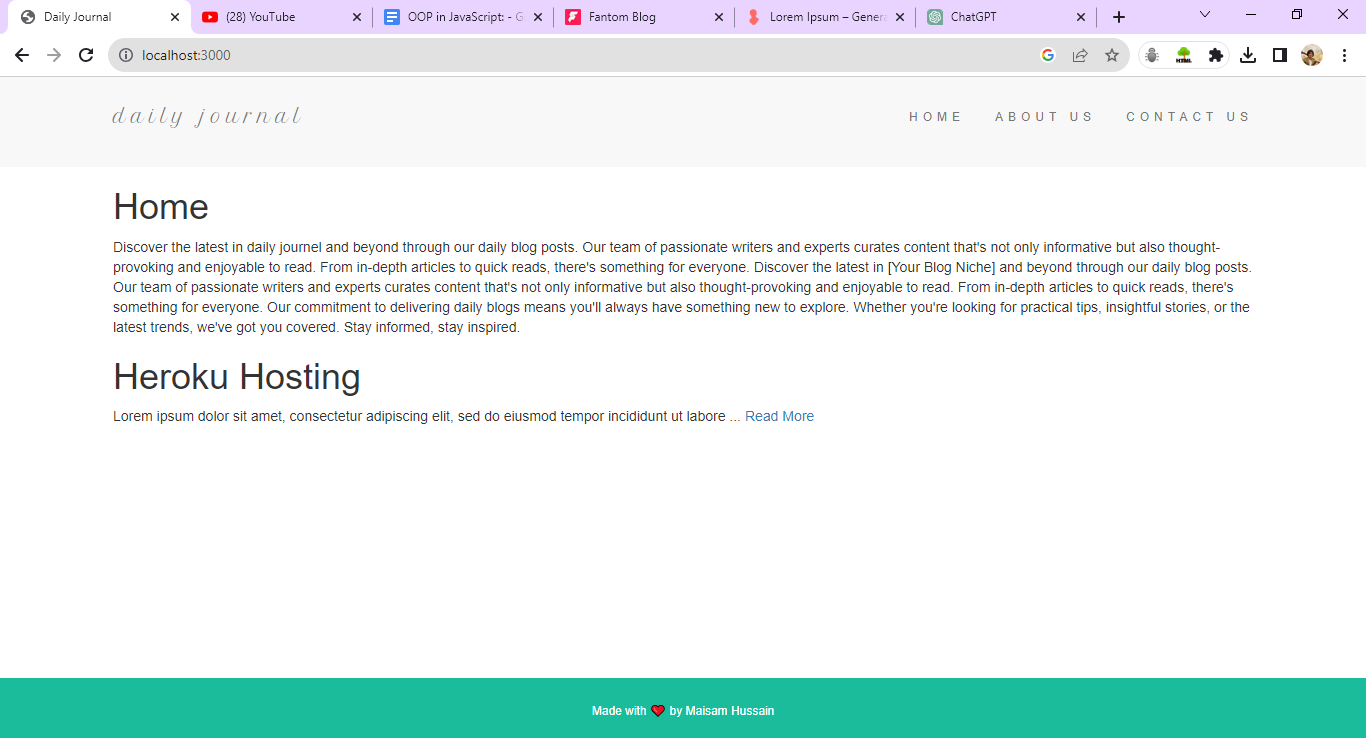 Daily Journal
(28) YouTube
OOP in JavaScript: - G
Fantom Blog
Lorem Ipsum – Genera
ChatGPT
localhost:3000
HTML
daily journal
HOME
ABOUT US
CONTACT US
Home
Discover the latest in daily journel and beyond through our daily blog posts. Our team of passionate writers and experts curates content that's not only informative but also thought-
provoking and enjoyable to read. From in-depth articles to quick reads, there's something for everyone. Discover the latest in [Your Blog Niche] and beyond through our daily blog posts.
Our team of passionate writers and experts curates content that's not only informative but also thought-provoking and enjoyable to read. From in-depth articles to quick reads, there's
something for everyone. Our commitment to delivering daily blogs means you'll always have something new to explore. Whether you're looking for practical tips, insightful stories, or the
latest trends, we've got you covered. Stay informed, stay inspired.
Heroku Hosting
Lorem ipsum dolor sit amet, consectetur adipiscing elit, sed do eiusmod tempor incididunt ut labore ... Read More
Made with ❤ by Maisam Hussain